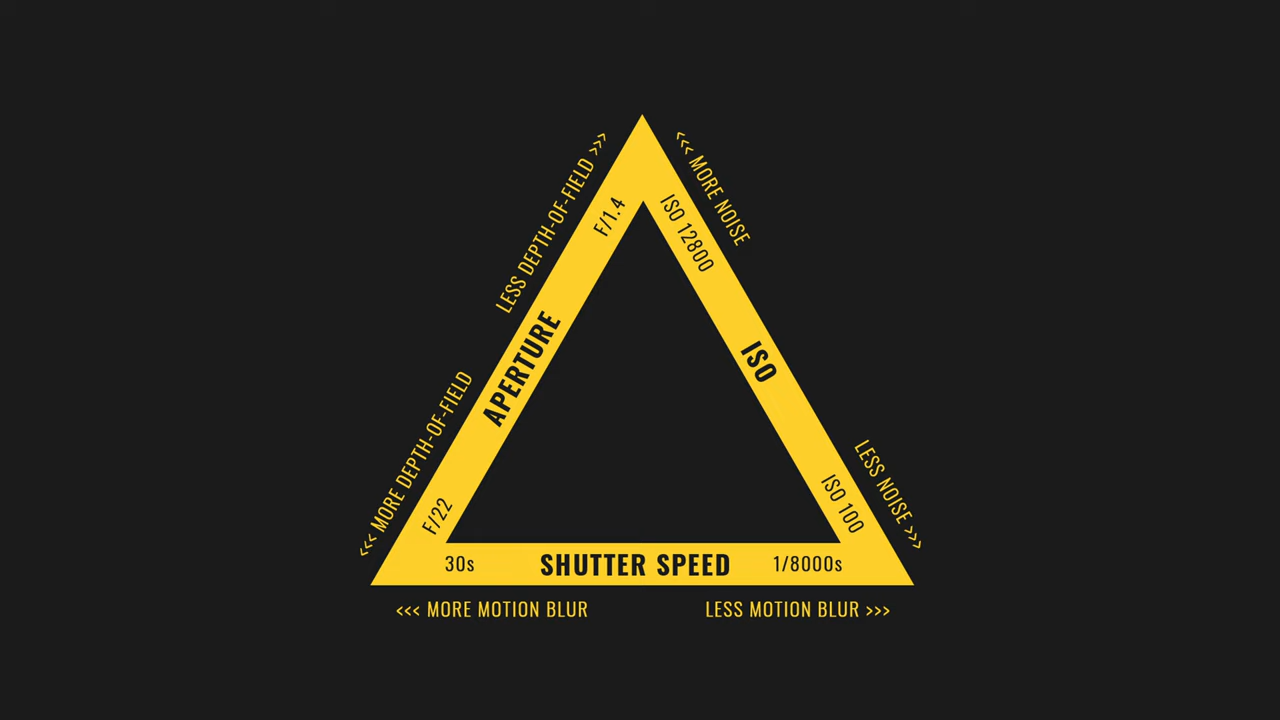 <<< MORE NOISE
LESS DEPTH-OF-FIELD >>>
F/1.4
ISO 12800
APERTURE
ISO
<<< MORE DEPTH-OF-FIELD
LESS NOISE >>>
F/22
ISO 100
30s
SHUTTER SPEED
1/8000s
<<< MORE MOTION BLUR
LESS MOTION BLUR >>>